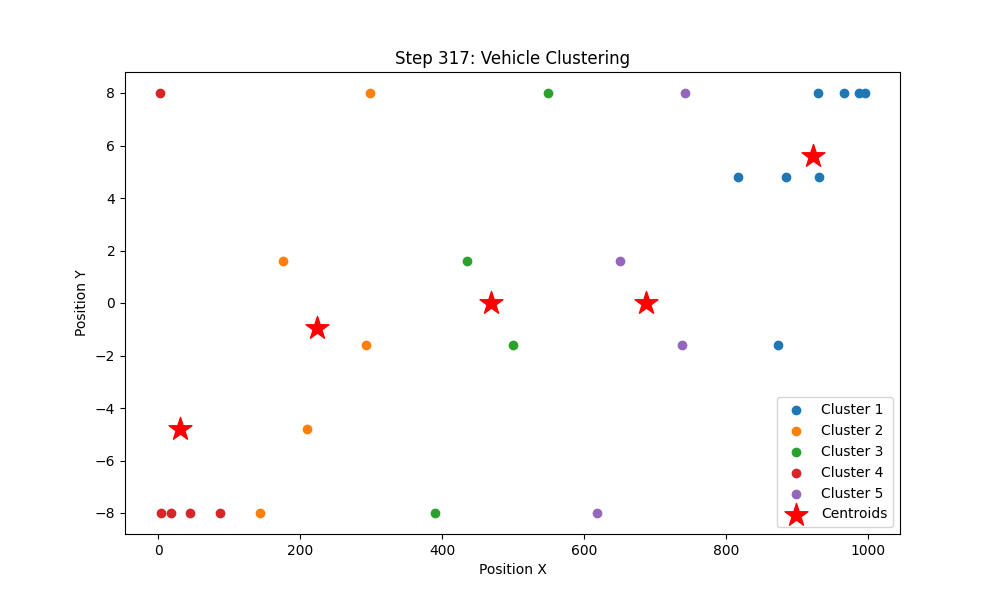 Step 317: Vehicle Clustering
Position Y
8
6
4
2
0
−2
−4
−6
−8
0
200
400
600
800
1000
Position X
Cluster 1
Cluster 2
Cluster 3
Cluster 4
Cluster 5
Centroids